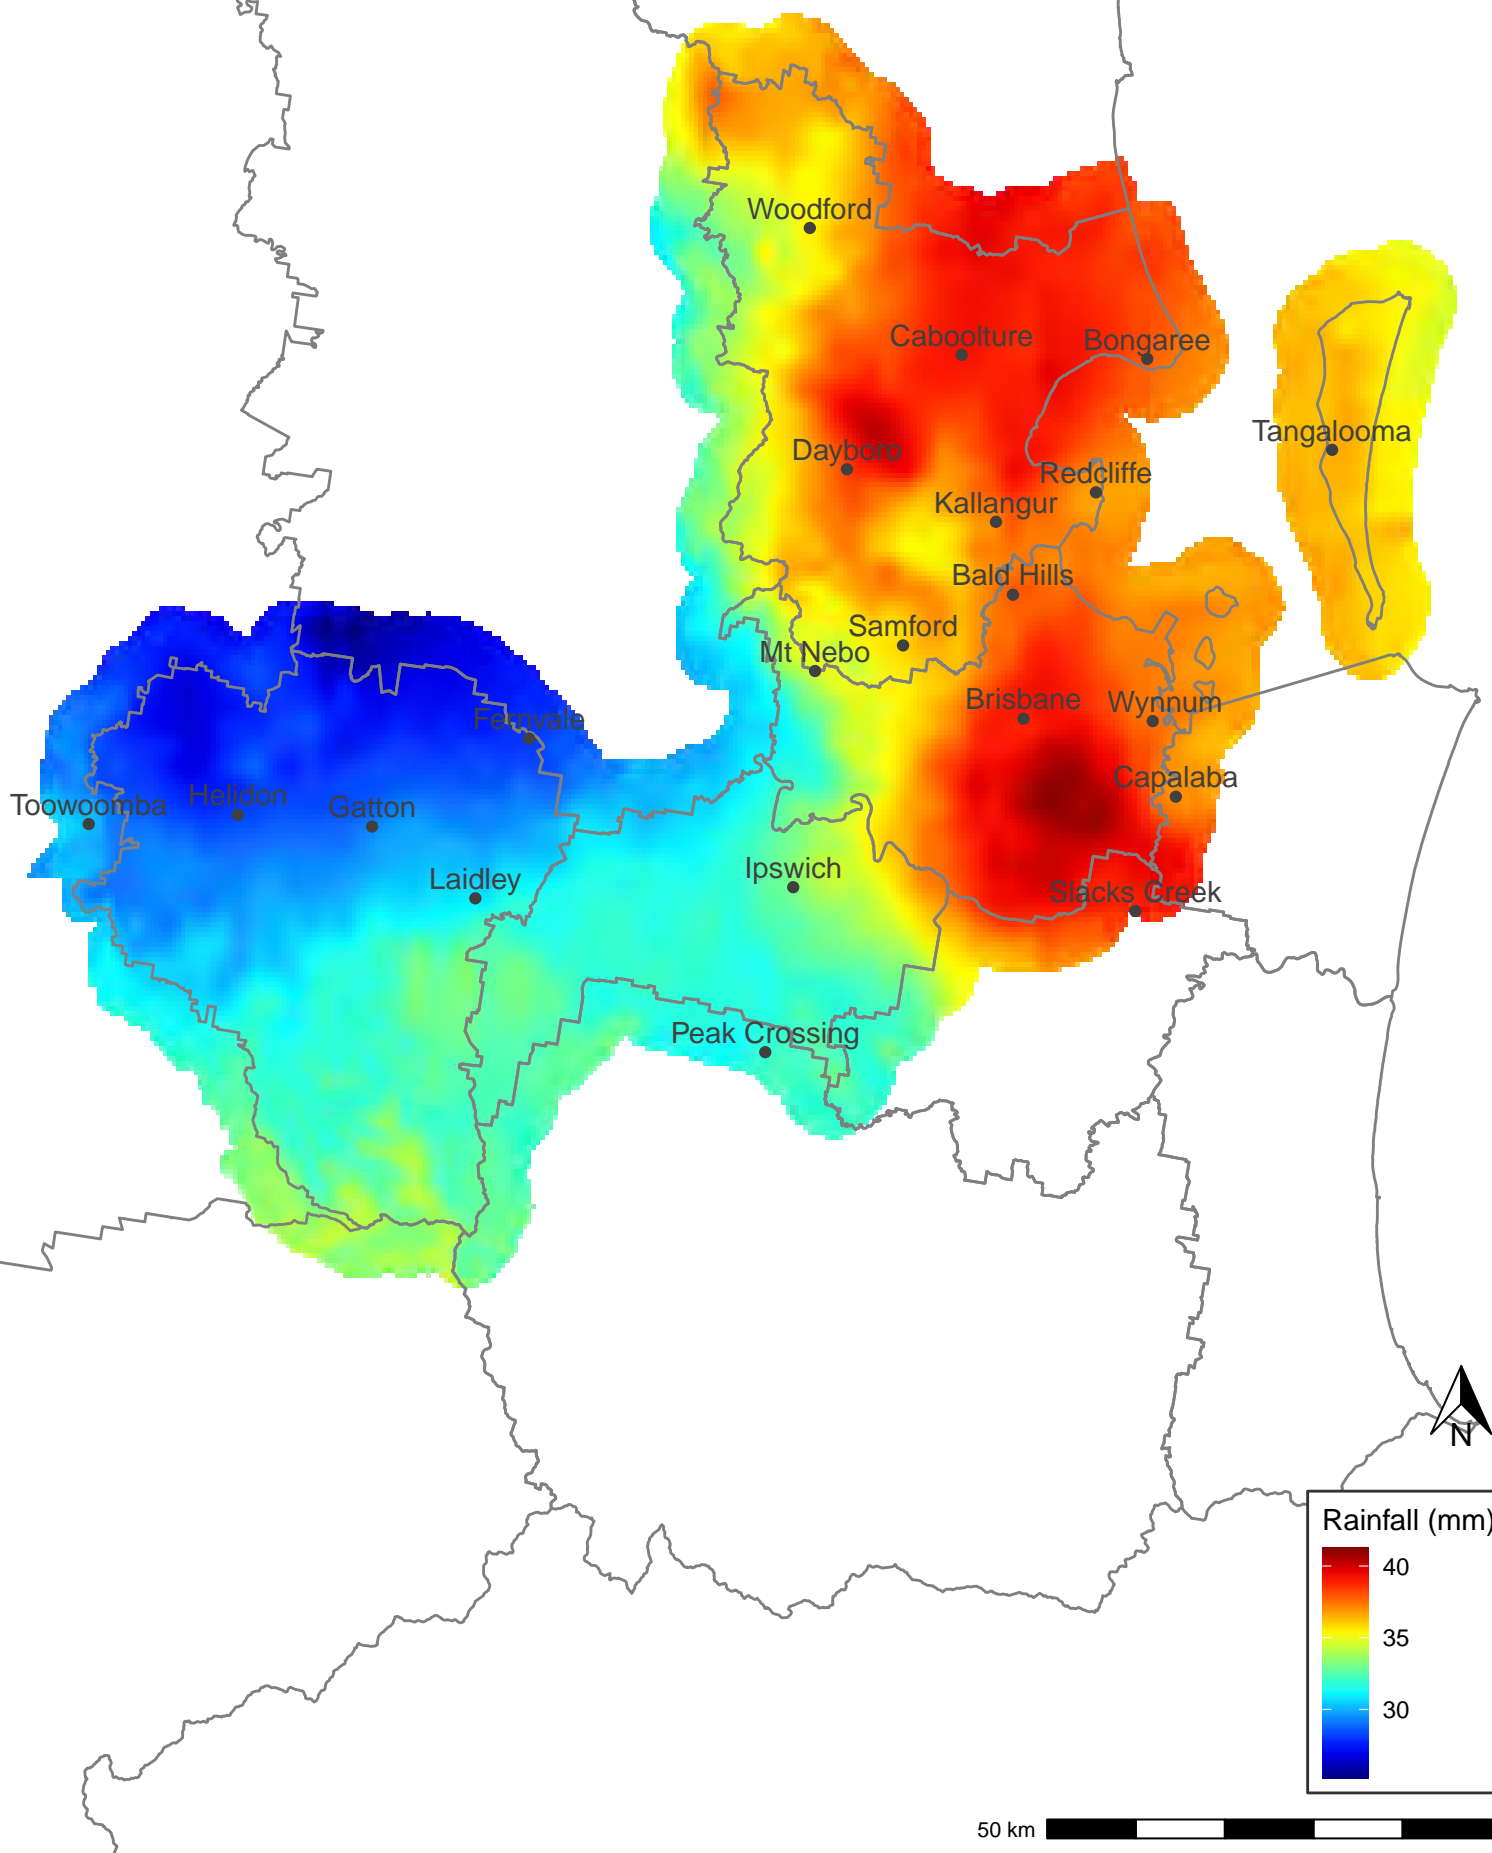 Woodford
Caboolture
Bongaree
Tangalooma
Dayboro
Redcliffe
Kallangur
Bald Hills
Samford
Mt Nebo
Brisbane
Wynnum
Fernvale
Capalaba
Toowoomba
Helidon
Gatton
Ipswich
Laidley
Slacks Creek
Peak Crossing
N
Rainfall (mm)
40
35
30
50 km